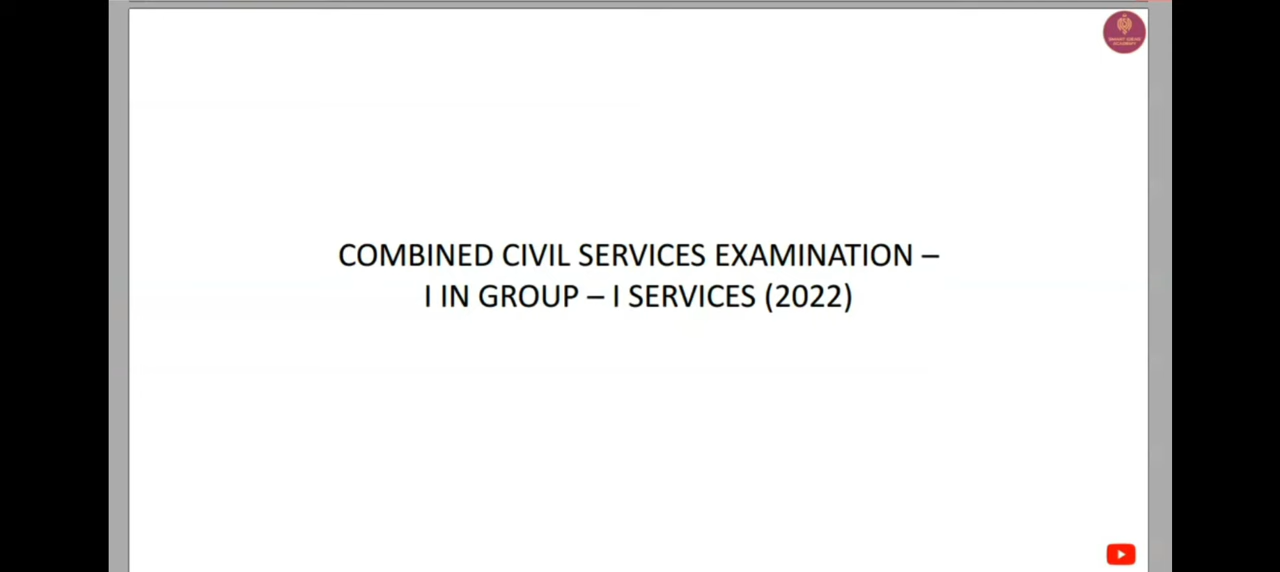 COMBINED CIVIL SERVICES EXAMINATION –
I IN GROUP – I SERVICES (2022)